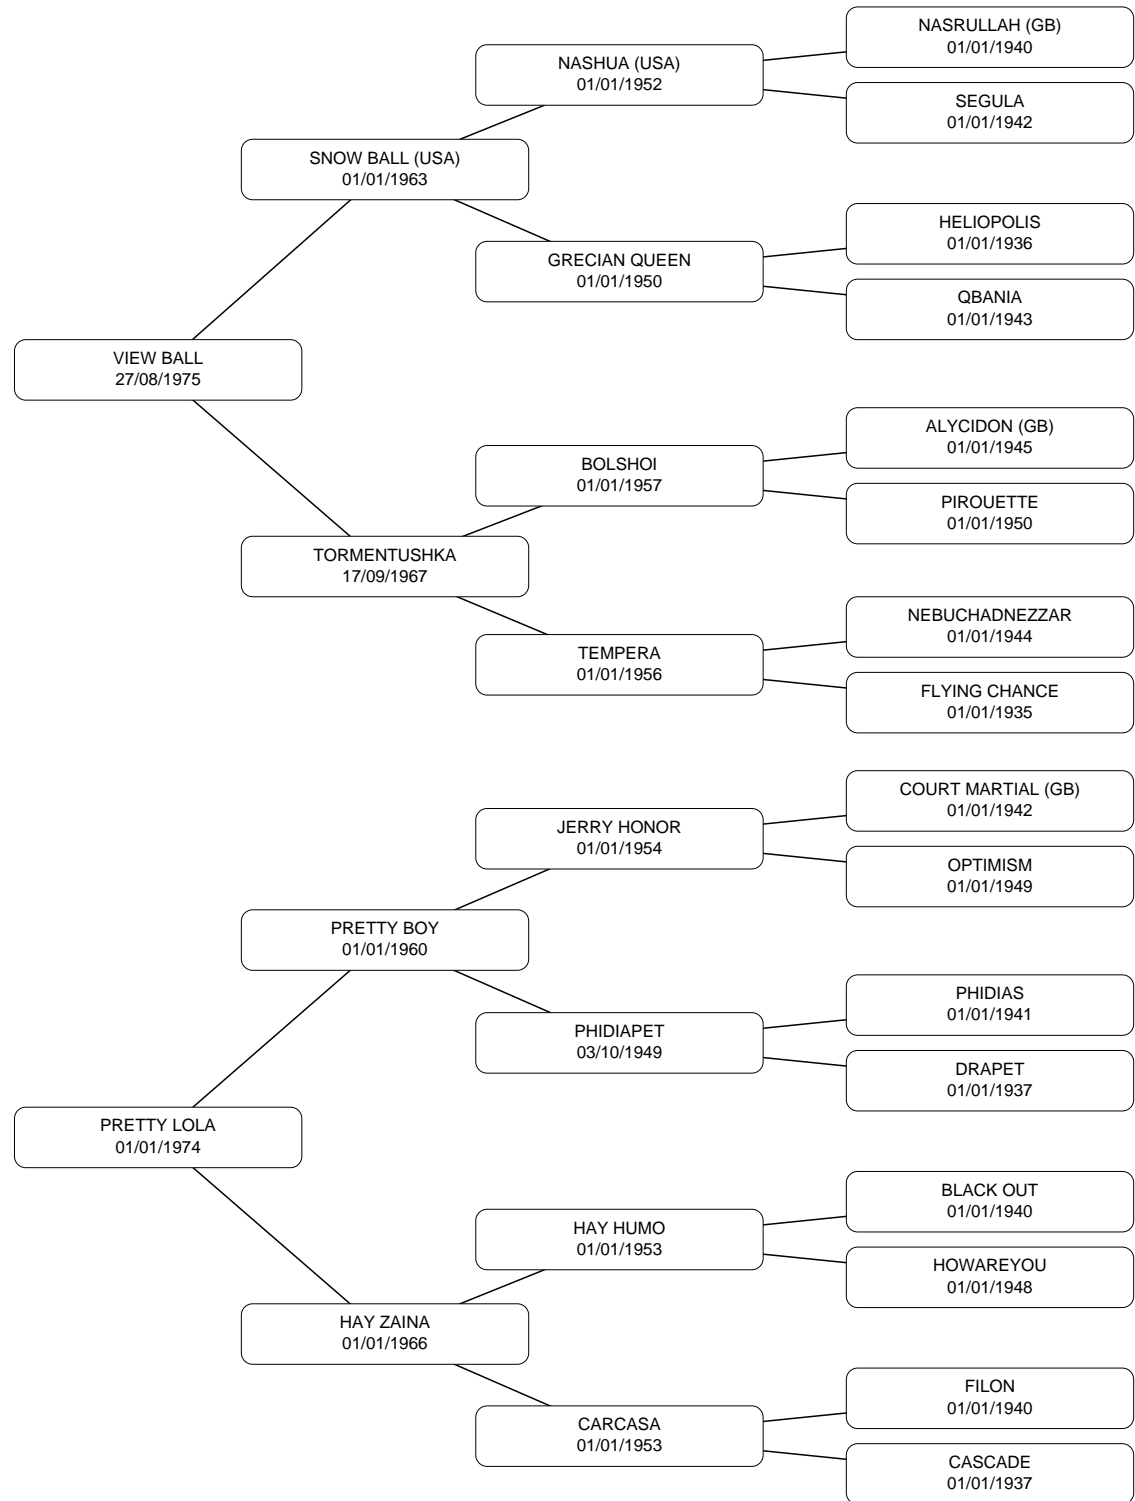 NASRULLAH (GB)
01/01/1940
NASHUA (USA)
01/01/1952
SEGULA
01/01/1942
SNOW BALL (USA)
01/01/1963
HELIOPOLIS
01/01/1936
GRECIAN QUEEN
01/01/1950
QBANIA
01/01/1943
VIEW BALL
27/08/1975
ALYCIDON (GB)
01/01/1945
BOLSHOI
01/01/1957
PIROUETTE
01/01/1950
TORMENTUSHKA
17/09/1967
NEBUCHADNEZZAR
01/01/1944
TEMPERA
01/01/1956
FLYING CHANCE
01/01/1935
COURT MARTIAL (GB)
01/01/1942
JERRY HONOR
01/01/1954
OPTIMISM
01/01/1949
PRETTY BOY
01/01/1960
PHIDIAS
01/01/1941
PHIDIAPET
03/10/1949
DRAPET
01/01/1937
PRETTY LOLA
01/01/1974
BLACK OUT
01/01/1940
HAY HUMO
01/01/1953
HOWAREYOU
01/01/1948
HAY ZAINA
01/01/1966
FILON
01/01/1940
CARCASA
01/01/1953
CASCADE
01/01/1937